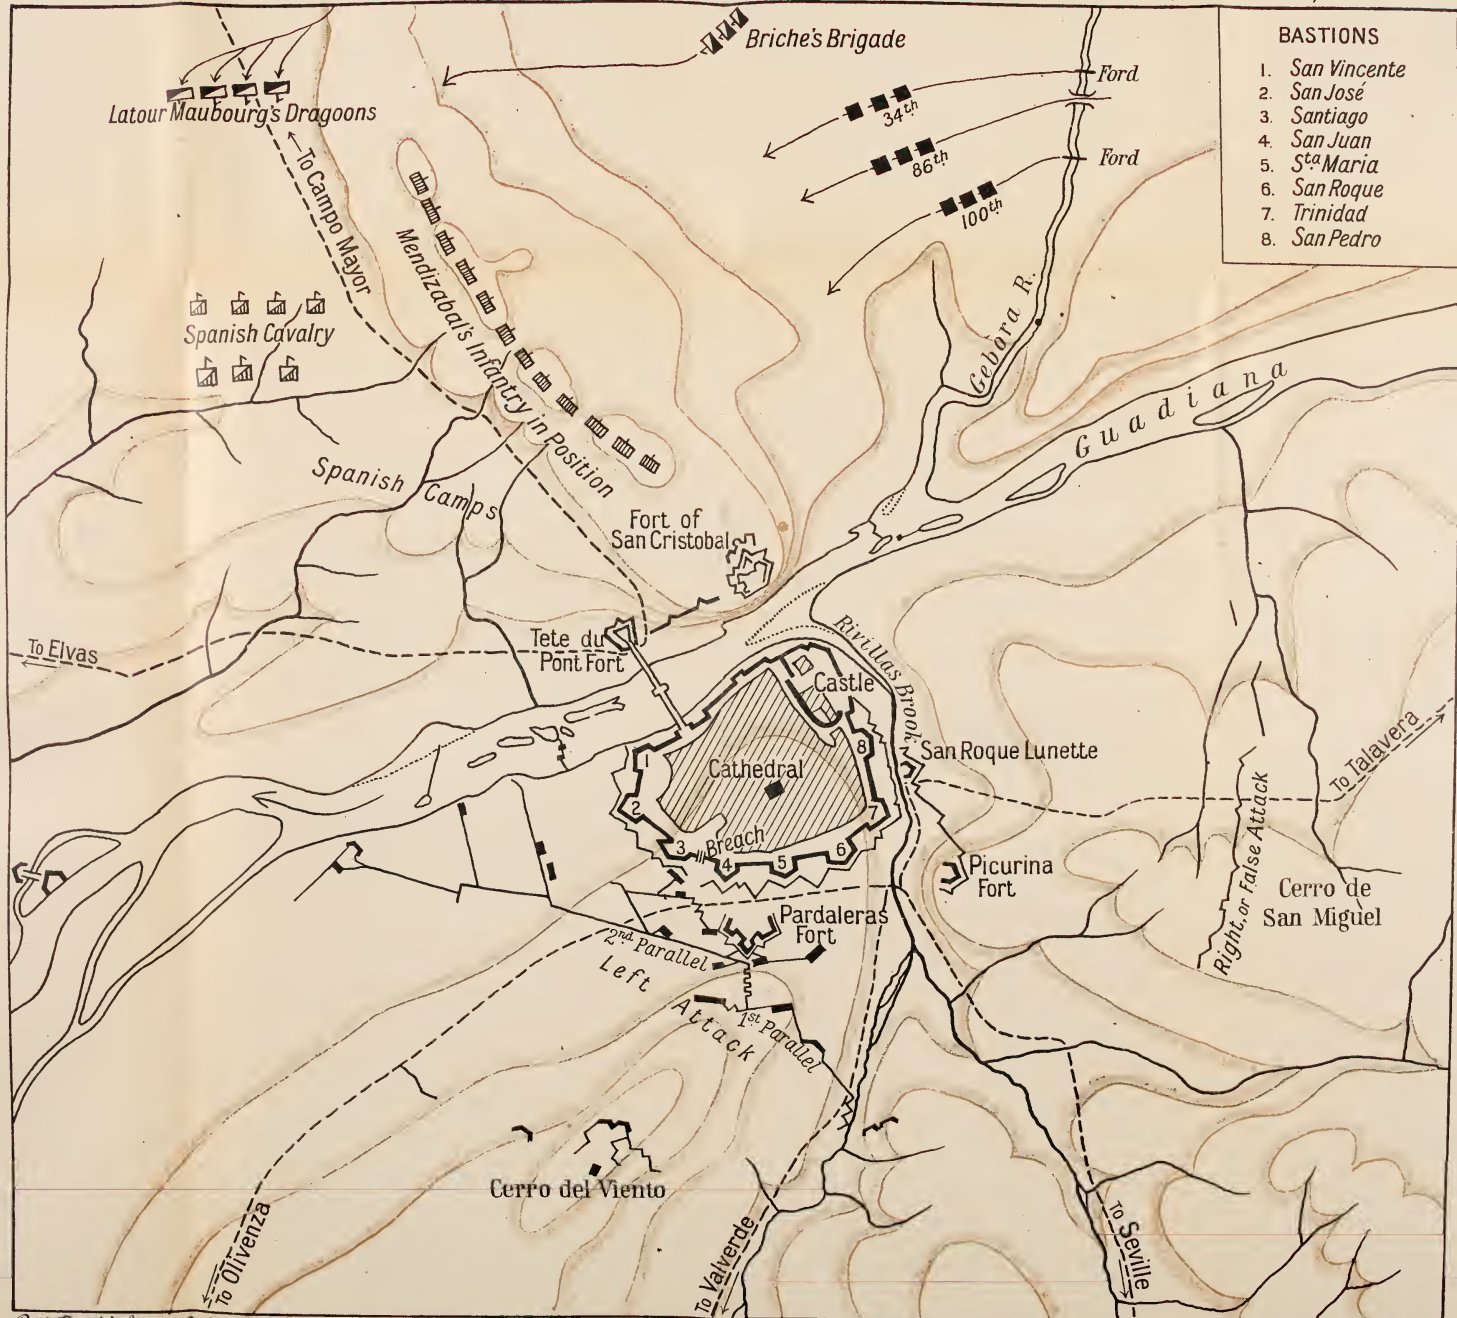 Briche's Brigade
Latour Maubourg's Dragoons
34th
86th
100th
Ford
Ford
BASTIONS
1. San Vincente
2. San José
3. Santiago
4. San Juan
5. Sta Maria
6. San Roque
7. Trinidad
8. San Pedro
To Campo Mayor
Mendizabal's Infantry in Position
Spanish Cavalry
Gebora R.
Guadiana
Spanish Camps
Fort of
San Cristobal
To Elvas
Tete du
Pont Fort
Rivillas Brook
Castle
San Roque Lunette
To Talavera
Cathedral
1
2
3
4
5
6
7
8
Breach
Picurina
Fort
Right, or False Attack
Cerro de
San Miguel
Pardaleras
Fort
2nd Parallel
Left Attack
1st Parallel
Cerro del Viento
To Olivenza
To Valverde
To Seville